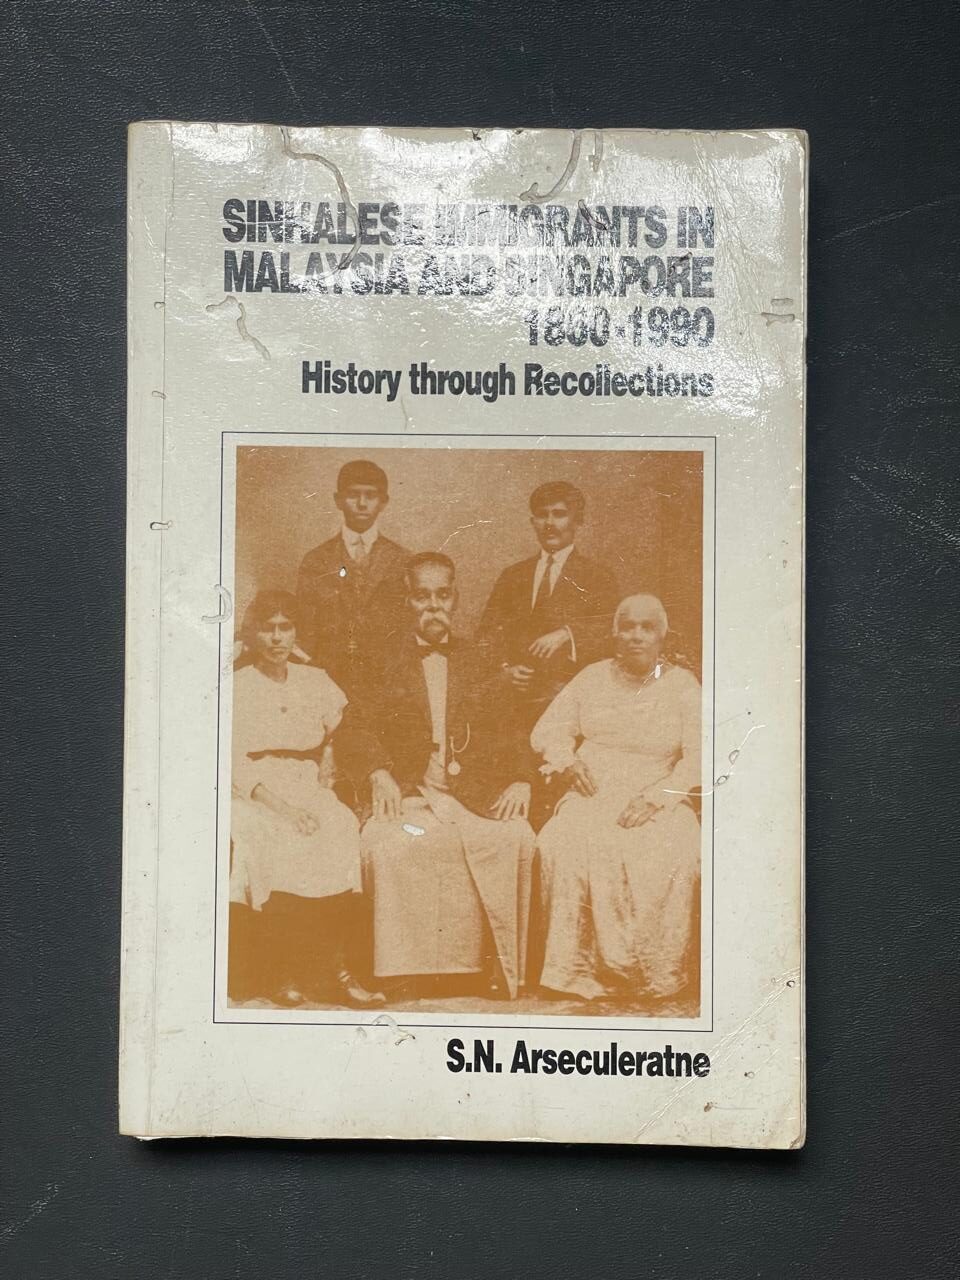 SINHALESE IMMIGRANTS IN
MALAYSIA AND SINGAPORE
1860-1990
History through Recollections
S.N. Arseculeratne